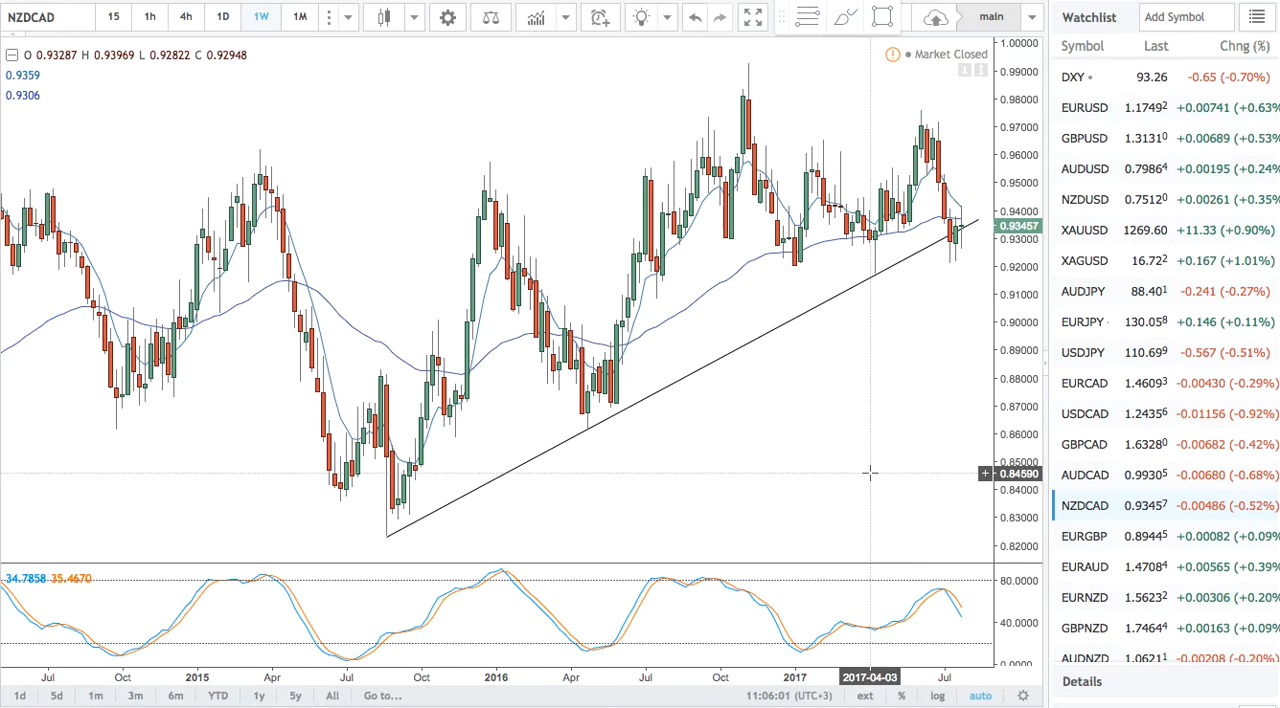 NZDCAD 15 1h 4h 1D 1W 1M main
O 0.93287 H 0.93969 L 0.92822 C 0.92948
0.9359
0.9306
! Market Closed
1.00000
0.99000
0.98000
0.97000
0.96000
0.95000
0.94000
0.93457
0.93000
0.92000
0.91000
0.90000
0.89000
0.88000
0.87000
0.86000
0.85000
+ 0.84590
0.84000
0.83000
0.82000
34.7858 35.4670
80.0000
40.0000
0.0000
Jul Oct 2015 Apr Jul Oct 2016 Apr Jul Oct 2017 2017-04-03 Jul
1d 5d 1m 3m 6m YTD 1y 5y All Go to... 11:06:01 (UTC+3) ext % log auto
Watchlist Add Symbol
Symbol Last Chng (%)
DXY 93.26 -0.65 (-0.70%)
EURUSD 1.1749² +0.00741 (+0.63%
GBPUSD 1.3131⁰ +0.00689 (+0.53%
AUDUSD 0.7986⁴ +0.00195 (+0.24%
NZDUSD 0.7512⁰ +0.00261 (+0.35%
XAUUSD 1269.60 +11.33 (+0.90%)
XAGUSD 16.72² +0.167 (+1.01%)
AUDJPY 88.40¹ -0.241 (-0.27%)
EURJPY 130.05⁸ +0.146 (+0.11%)
USDJPY 110.69⁹ -0.567 (-0.51%)
EURCAD 1.4609³ -0.00430 (-0.29%)
USDCAD 1.2435⁶ -0.01156 (-0.92%)
GBPCAD 1.6328⁰ -0.00682 (-0.42%)
AUDCAD 0.9930⁵ -0.00680 (-0.68%)
NZDCAD 0.9345⁷ -0.00486 (-0.52%)
EURGBP 0.8944⁵ +0.00082 (+0.09%
EURAUD 1.4708⁴ +0.00565 (+0.39%
EURNZD 1.5623² +0.00306 (+0.20%
GBPNZD 1.7464⁴ +0.00163 (+0.09%
AUDNZD 1.0621¹ -0.00208 (-0.20%)
Details